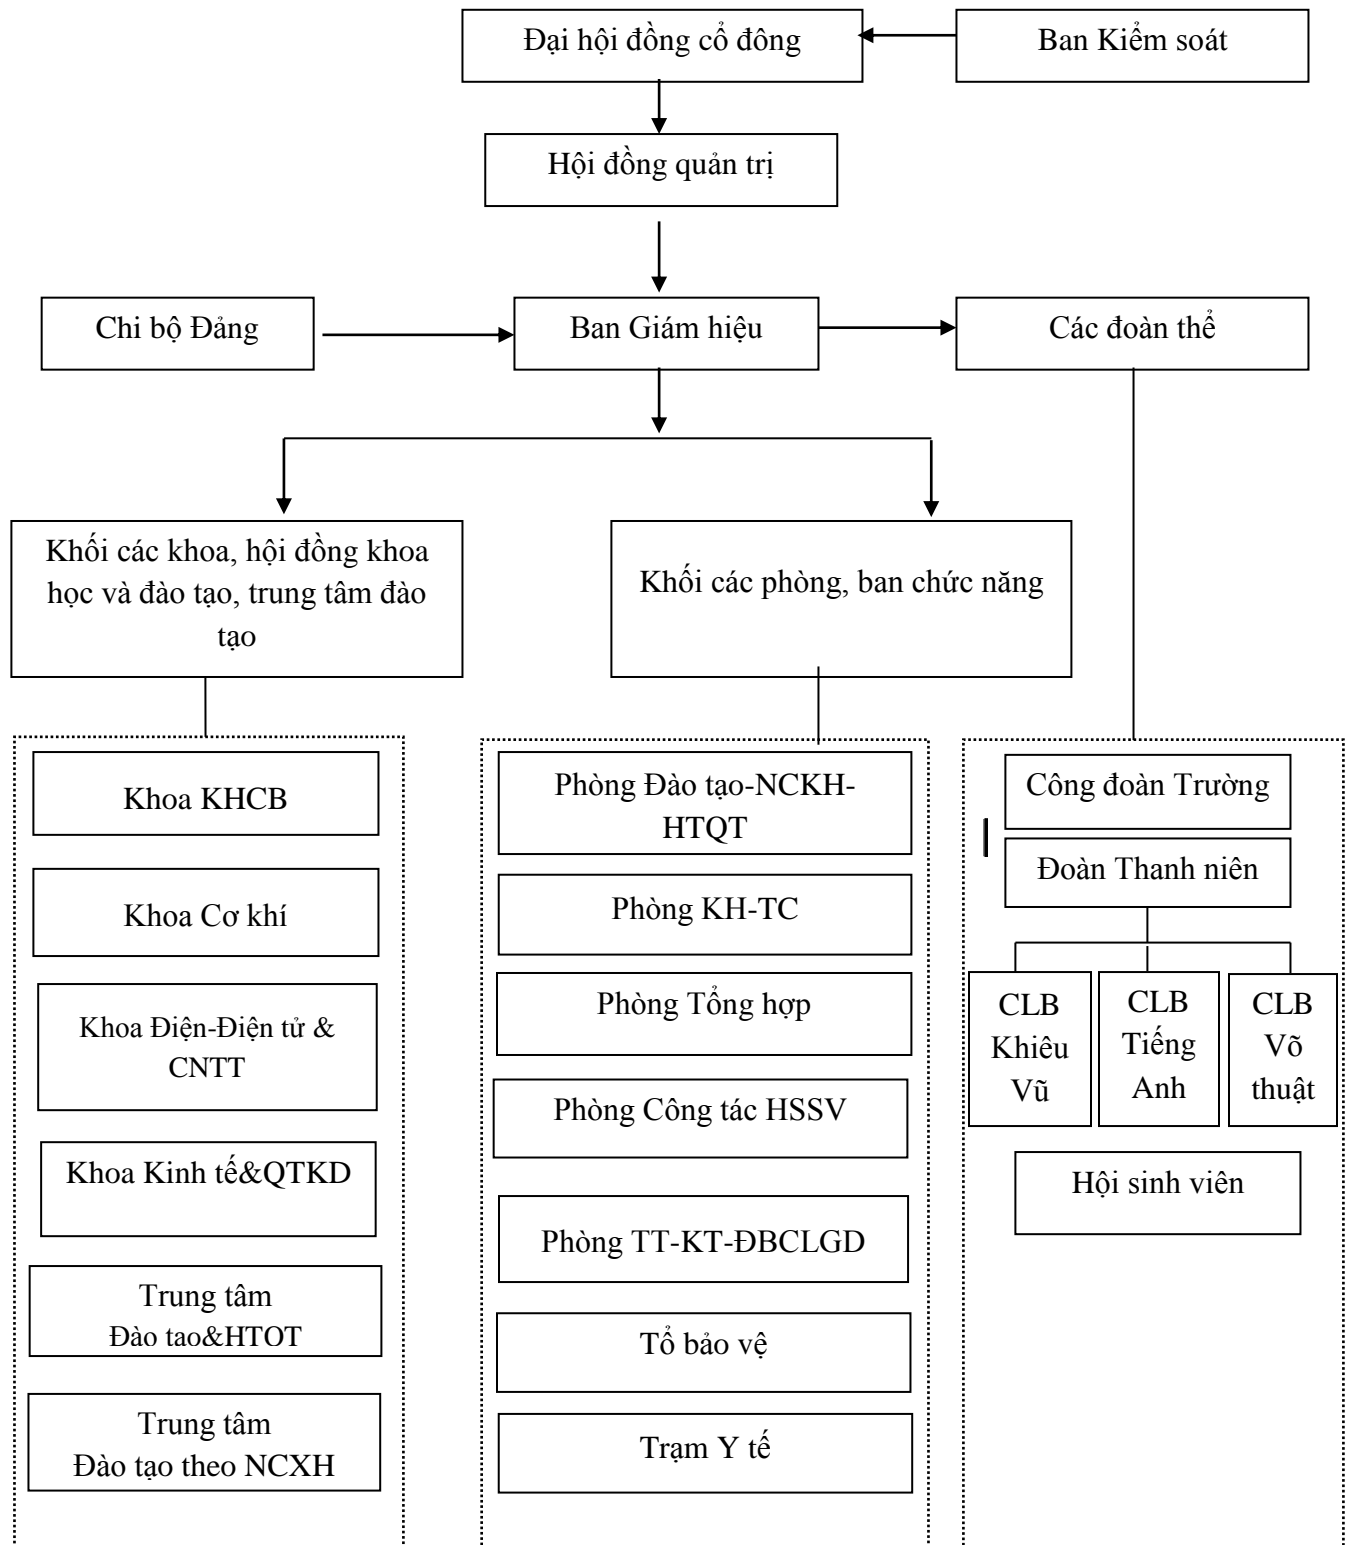 Đại hội đồng cổ đông
Ban Kiểm soát
Hội đồng quản trị
Chi bộ Đảng
Ban Giám hiệu
Các đoàn thể
Khối các khoa, hội đồng khoa
học và đào tạo, trung tâm đào
tạo
Khối các phòng, ban chức năng
Khoa KHCB
Khoa Cơ khí
Khoa Điện-Điện tử &
CNTT
Khoa Kinh tế&QTKD
Trung tâm
Đào tao&HTOT
Trung tâm
Đào tạo theo NCXH
Phòng Đào tạo-NCKH-
HTQT
Phòng KH-TC
Phòng Tổng hợp
Phòng Công tác HSSV
Phòng TT-KT-ĐBCLGD
Tổ bảo vệ
Trạm Y tế
Công đoàn Trường
Đoàn Thanh niên
CLB
Khiêu
Vũ
CLB
Tiếng
Anh
CLB
Võ
thuật
Hội sinh viên